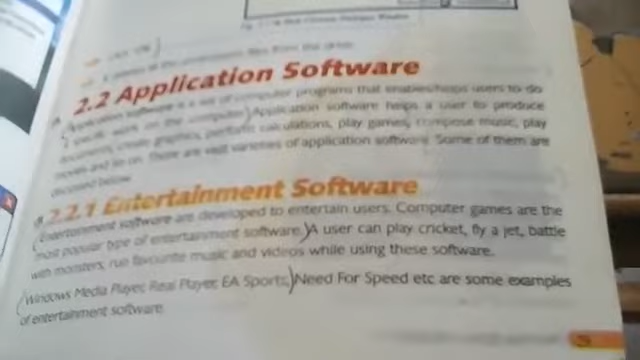 2.2 Application Software
Application software is a set of computer programs that enables/helps users to do
specific work on the computer. Application software helps a user to produce
documents, create graphics, perform calculations, play games, compose music, play
movies and so on. There are vast varieties of application software. Some of them are
discussed below.
2.2.1 Entertainment Software
Entertainment software are developed to entertain users. Computer games are the
most popular type of entertainment software. A user can play cricket, fly a jet, battle
with monsters, run favourite music and videos while using these software.
Windows Media Player, Real Player, EA Sports, Need For Speed etc are some examples
of entertainment software.